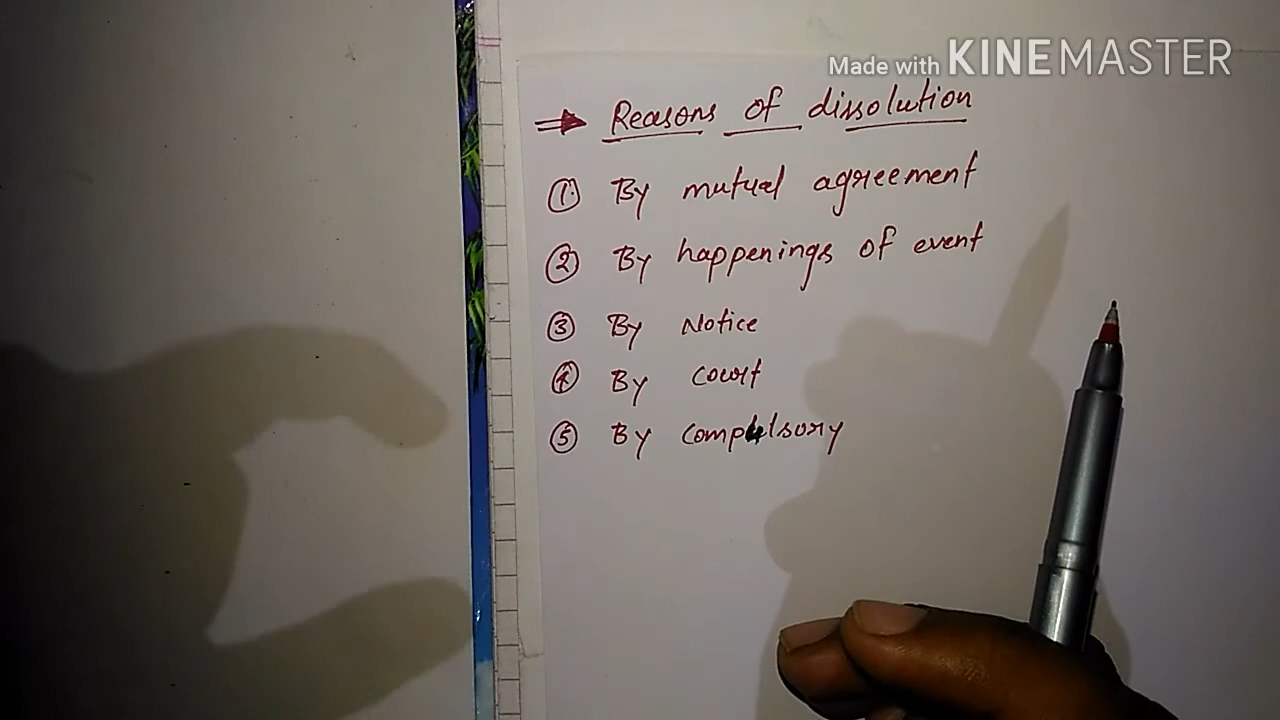 Made with KINEMASTER
⇒ Reasons of dissolution
① By mutual agreement
② By happenings of event
③ By Notice
④ By court
⑤ By compulsory